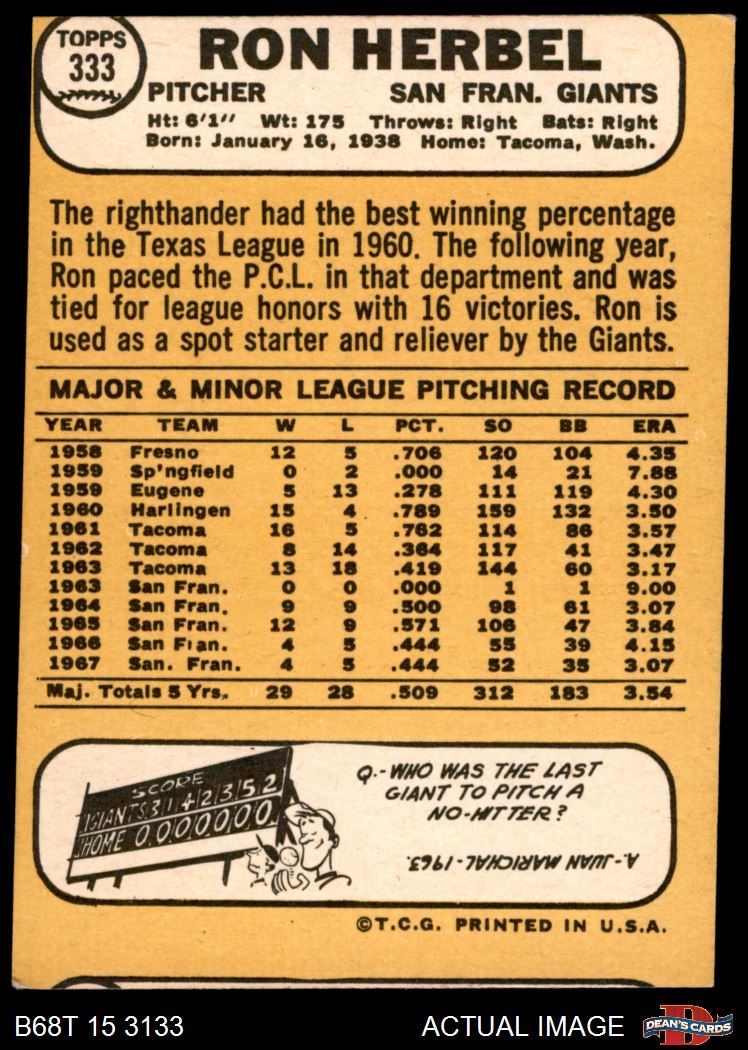 TOPPS
333
RON HERBEL
PITCHER SAN FRAN. GIANTS
Ht: 6'1" Wt: 175 Throws: Right Bats: Right
Born: January 16, 1938 Home: Tacoma, Wash.
The righthander had the best winning percentage
in the Texas League in 1960. The following year,
Ron paced the P.C.L. in that department and was
tied for league honors with 16 victories. Ron is
used as a spot starter and reliever by the Giants.
MAJOR & MINOR LEAGUE PITCHING RECORD
YEAR TEAM W L PCT. SO BB ERA
1958 Fresno 12 5 .706 120 104 4.35
1959 Sp'ngfield 0 2 .000 14 21 7.88
1959 Eugene 5 13 .278 111 119 4.30
1960 Harlingen 15 4 .789 159 132 3.50
1961 Tacoma 16 5 .762 114 86 3.57
1962 Tacoma 8 14 .364 117 41 3.47
1963 Tacoma 13 18 .419 144 60 3.17
1963 San Fran. 0 0 .000 1 1 9.00
1964 San Fran. 9 9 .500 98 61 3.07
1965 San Fran. 12 9 .571 106 47 3.84
1966 San Fran. 4 5 .444 55 39 4.15
1967 San. Fran. 4 5 .444 52 35 3.07
Maj. Totals 5 Yrs. 29 28 .509 312 183 3.54
SCORE
GIANTS 3 1 4 2 3 5 2
HOME 0 0 0 0 0 0 0
Q.- WHO WAS THE LAST
GIANT TO PITCH A
NO-HITTER?
A.- JUAN MARICHAL - 1963.
©T.C.G. PRINTED IN U.S.A.
B68T 15 3133 ACTUAL IMAGE
D
DEAN'S CARDS